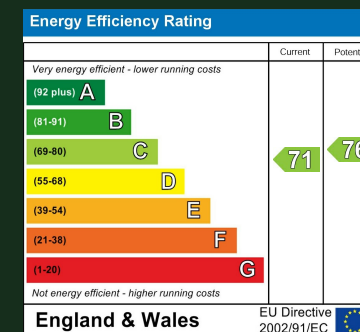 Energy Efficiency Rating
Current
Very energy efficient - lower running costs
(92 plus) A
(81-91) B
(69-80) C
71
76
(55-68) D
(39-54) E
(21-38) F
(1-20) G
Not energy efficient - higher running costs
England & Wales
EU Directive
2002/91/EC